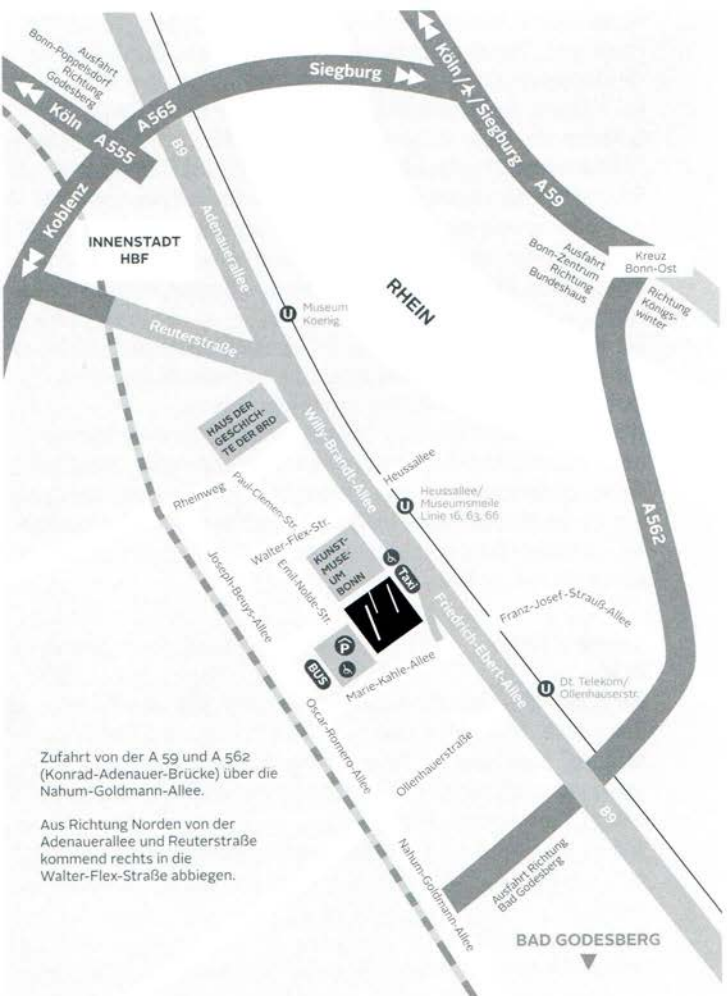 Ausfahrt
Bonn-Poppelsdorf
Richtung
Godesberg
Köln
A 555
A 565
B9
Siegburg
Köln/ /Siegburg
A 59
Koblenz
INNENSTADT
HBF
Adenauerallee
Reuterstraße
U Museum
Koenig
RHEIN
Ausfahrt
Bonn-Zentrum
Richtung
Bundeshaus
Kreuz
Bonn-Ost
Richtung
Königs-
winter
HAUS DER
GESCHICH-
TE DER BRD
Willy-Brandt-Allee
Heussallee
Rheinweg
Paul-Clemen-Str.
Walter-Flex-Str.
U Heussallee/
Museumsmeile
Linie 16, 63, 66
A 562
KUNST-
MUSE-
UM
BONN
Taxi
Emil-Nolde-Str.
Joseph-Beuys-Allee
Franz-Josef-Strauß-Allee
Friedrich-Ebert-Allee
P
BUS
Marie-Kahle-Allee
U Dt. Telekom/
Ollenhauserstr.
Oscar-Romero-Allee
Ollenhauerstraße
Zufahrt von der A 59 und A 562
(Konrad-Adenauer-Brücke) über die
Nahum-Goldmann-Allee.
Aus Richtung Norden von der
Adenauerallee und Reuterstraße
kommend rechts in die
Walter-Flex-Straße abbiegen.
B9
Nahum-Goldmann-Allee
Ausfahrt Richtung
Bad Godesberg
BAD GODESBERG